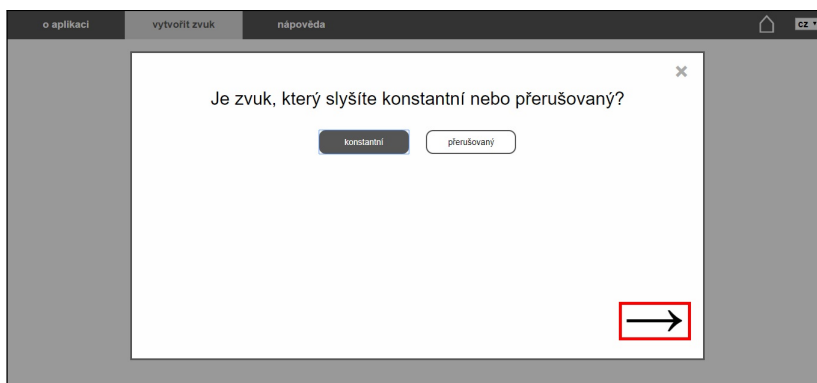 o aplikaci vytvořit zvuk nápověda cz
Je zvuk, který slyšíte konstantní nebo přerušovaný?
konstantní přerušovaný